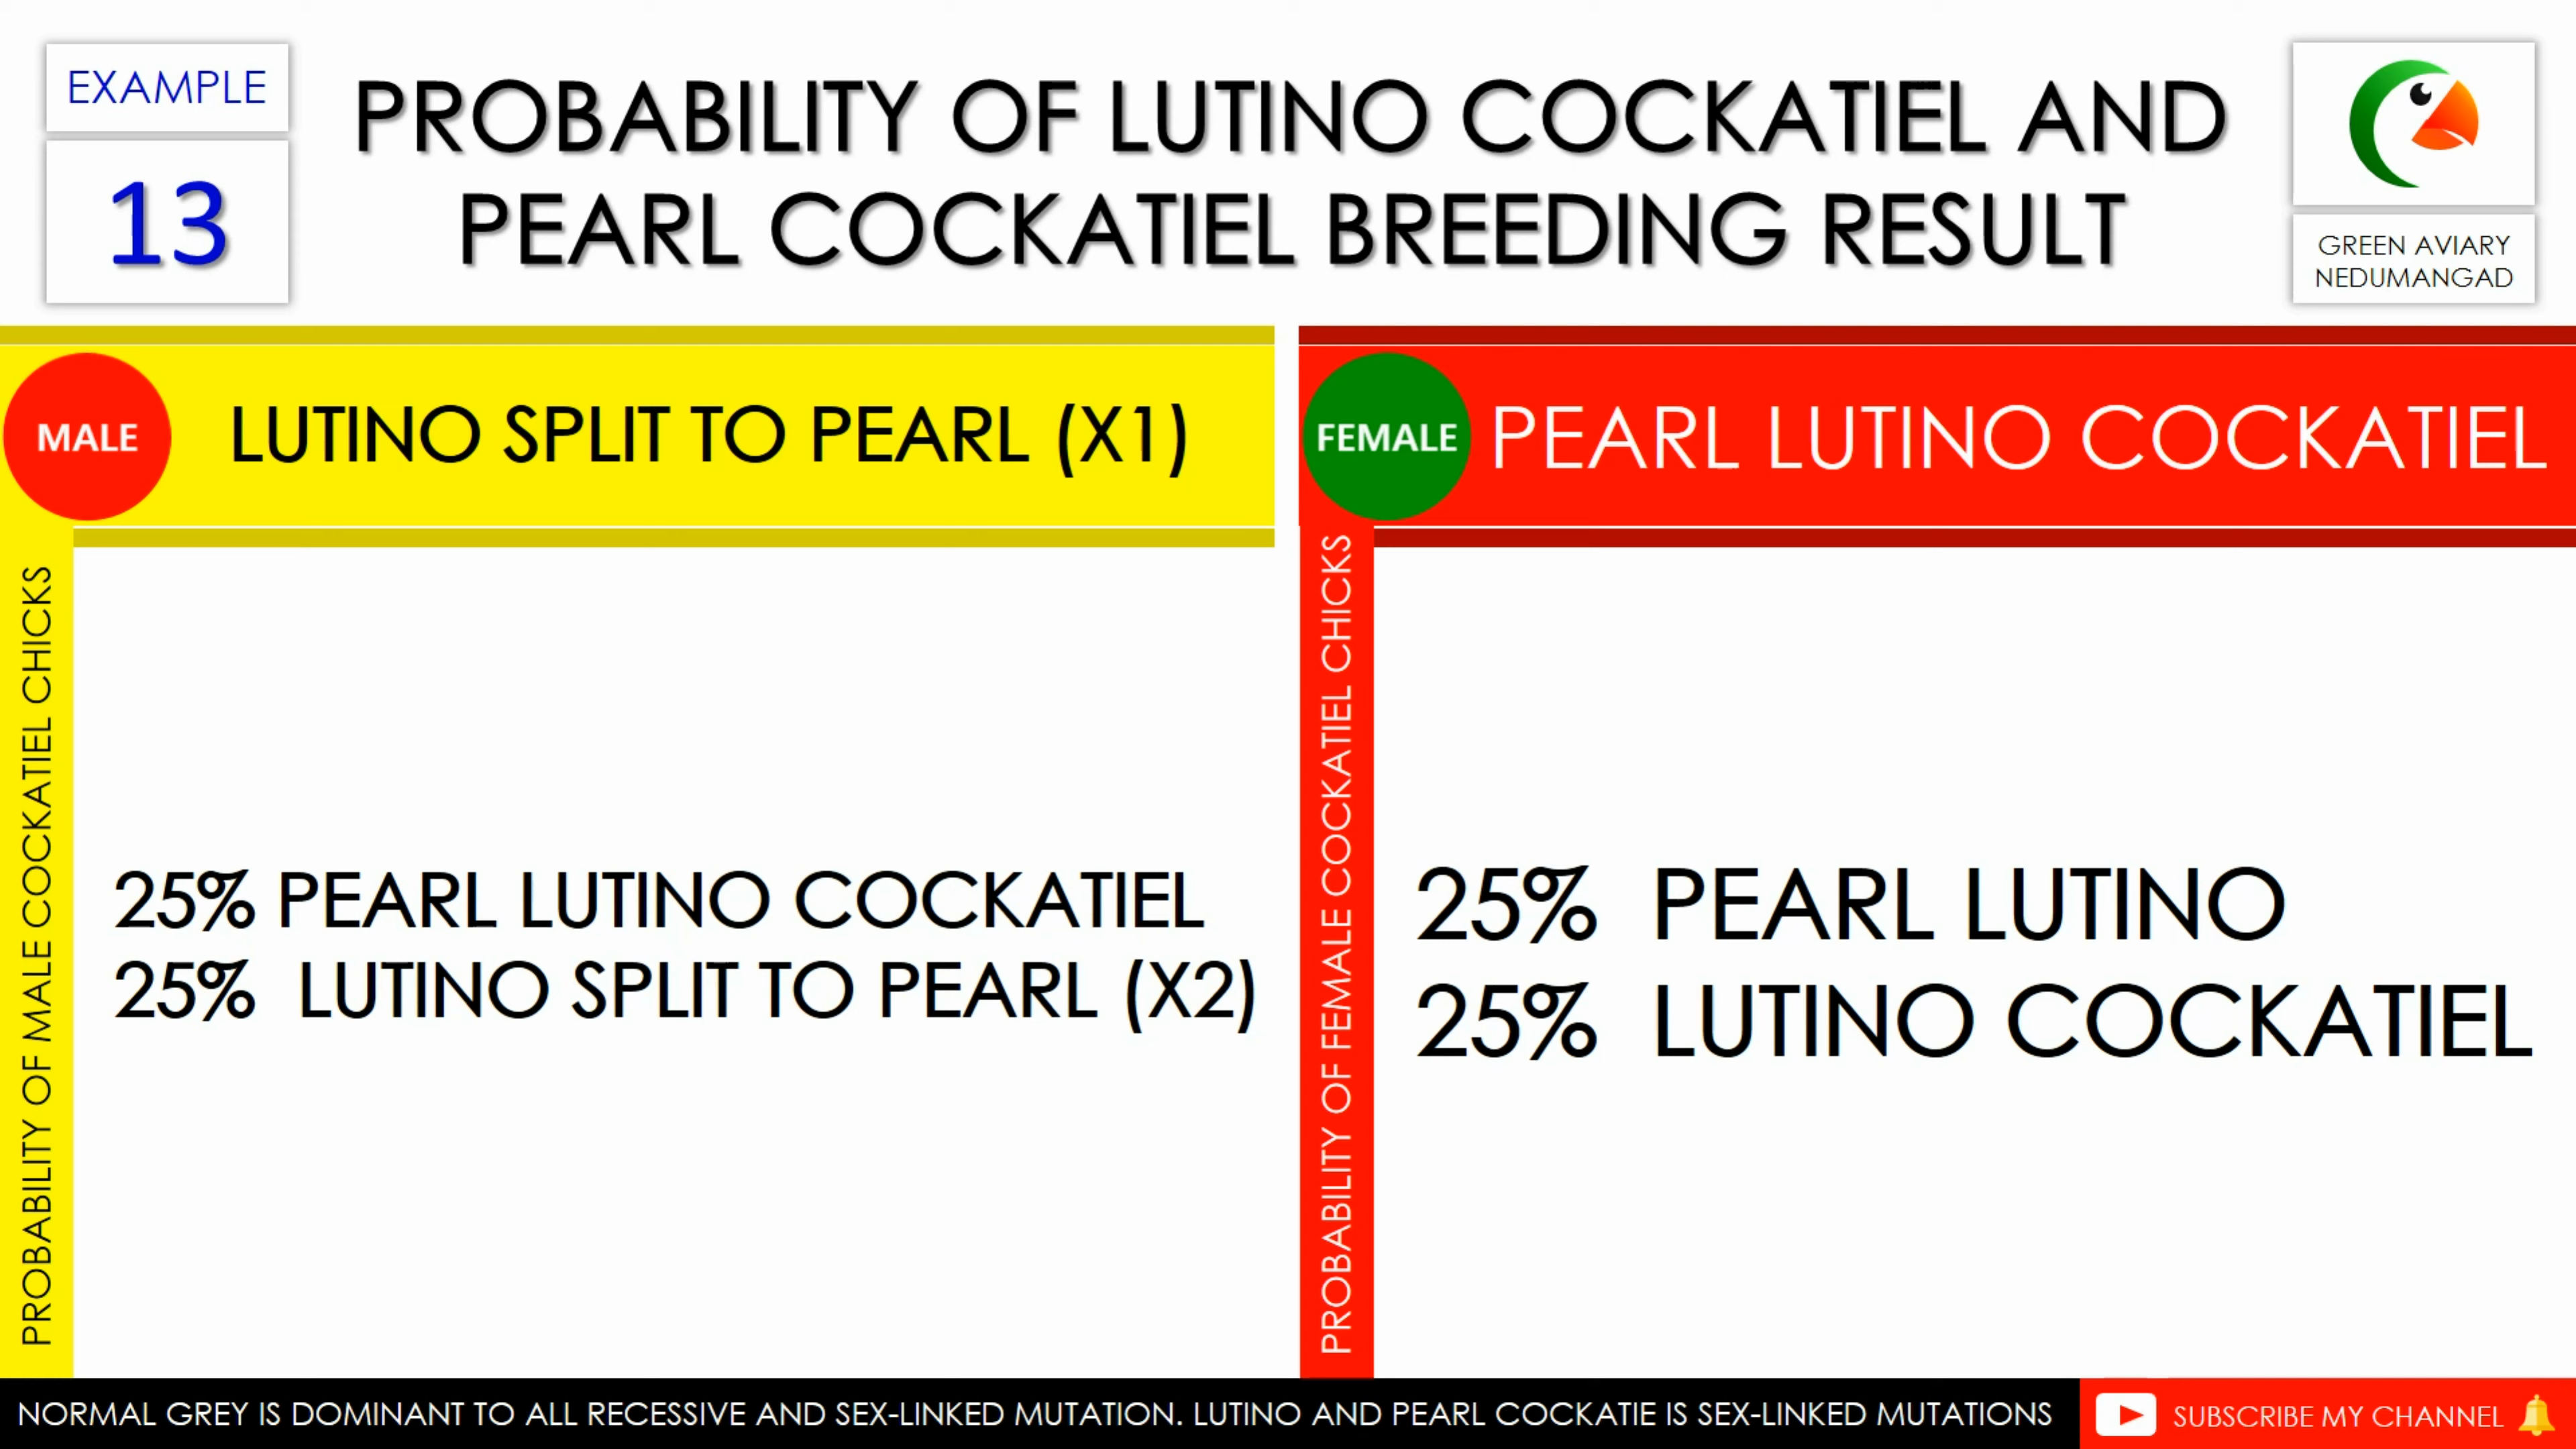 EXAMPLE
13
PROBABILITY OF LUTINO COCKATIEL AND
PEARL COCKATIEL BREEDING RESULT
GREEN AVIARY
NEDUMANGAD
MALE
LUTINO SPLIT TO PEARL (X1)
FEMALE
PEARL LUTINO COCKATIEL
PROBABILITY OF MALE COCKATIEL CHICKS
25% PEARL LUTINO COCKATIEL
25% LUTINO SPLIT TO PEARL (X2)
PROBABILITY OF FEMALE COCKATIEL CHICKS
25% PEARL LUTINO
25% LUTINO COCKATIEL
NORMAL GREY IS DOMINANT TO ALL RECESSIVE AND SEX-LINKED MUTATION. LUTINO AND PEARL COCKATIE IS SEX-LINKED MUTATIONS
SUBSCRIBE MY CHANNEL